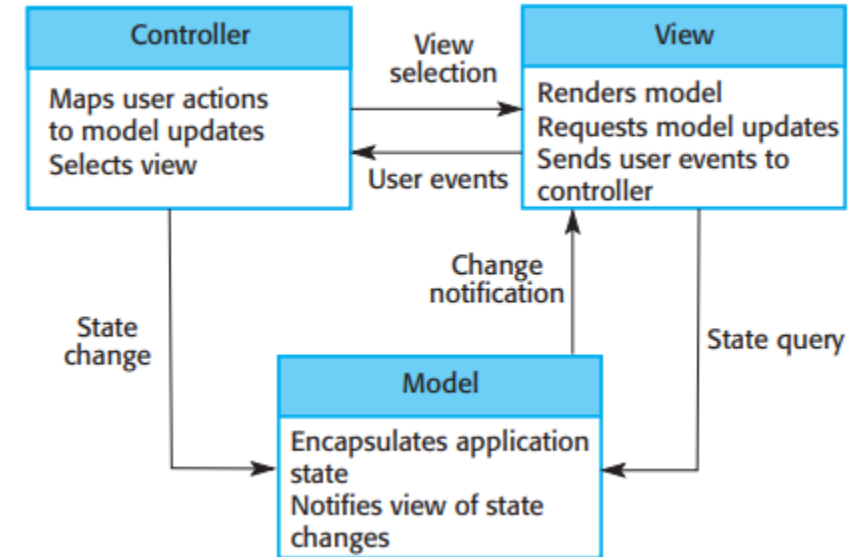 Controller
Maps user actions
to model updates
Selects view
View
selection
User events
View
Renders model
Requests model updates
Sends user events to
controller
State
change
Change
notification
State query
Model
Encapsulates application
state
Notifies view of state
changes